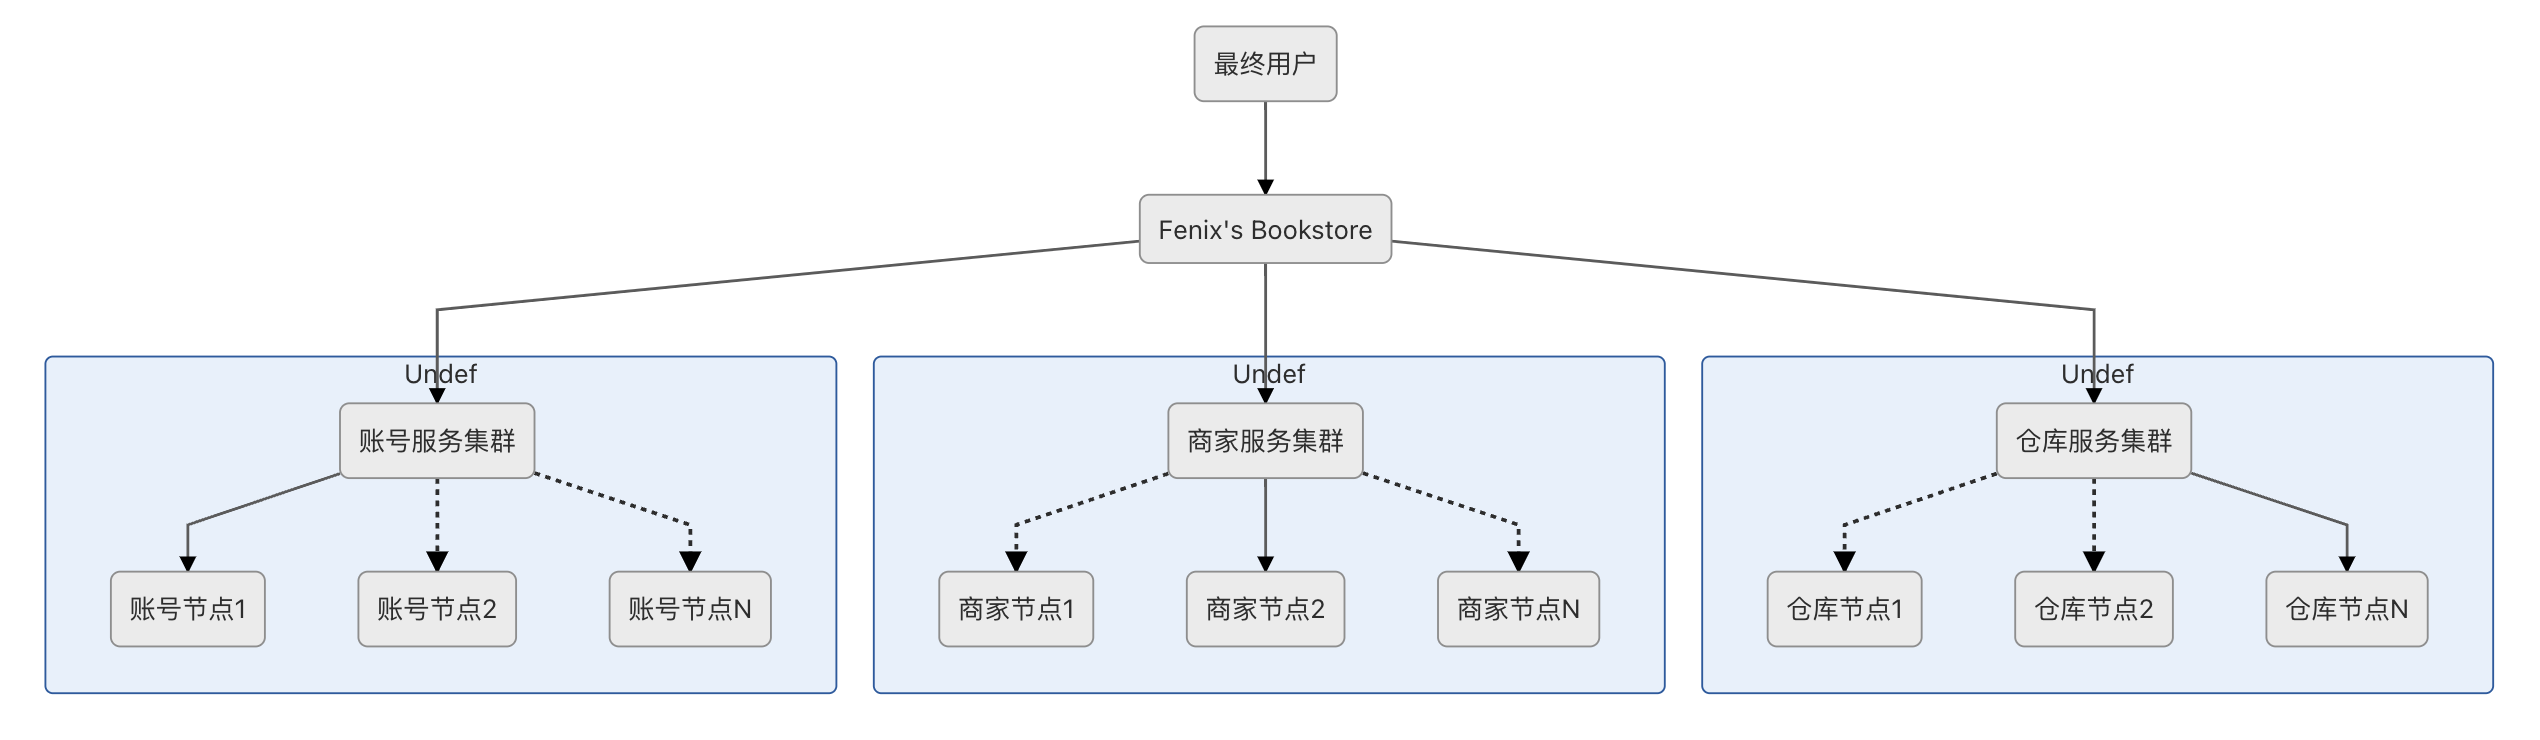 最终用户
Fenix's Bookstore
Undef
Undef
Undef
账号服务集群
商家服务集群
仓库服务集群
账号节点1
账号节点2
账号节点N
商家节点1
商家节点2
商家节点N
仓库节点1
仓库节点2
仓库节点N